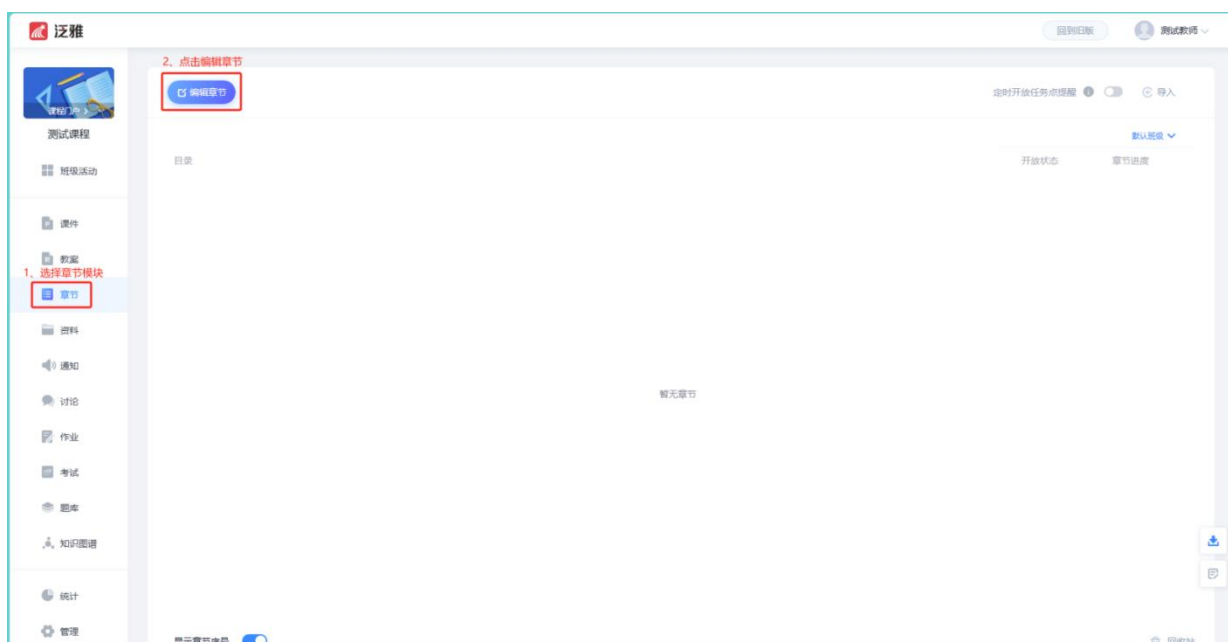 泛雅
回到旧版
测试教师
2、点击编辑章节
编辑章节
定时开放任务点提醒
导入
课程门户
测试课程
默认班级
目录
开放状态
章节进度
班级活动
课件
教案
1、选择章节模块
章节
资料
通知
讨论
暂无章节
作业
考试
题库
知识图谱
统计
管理
显示章节序号
回收站